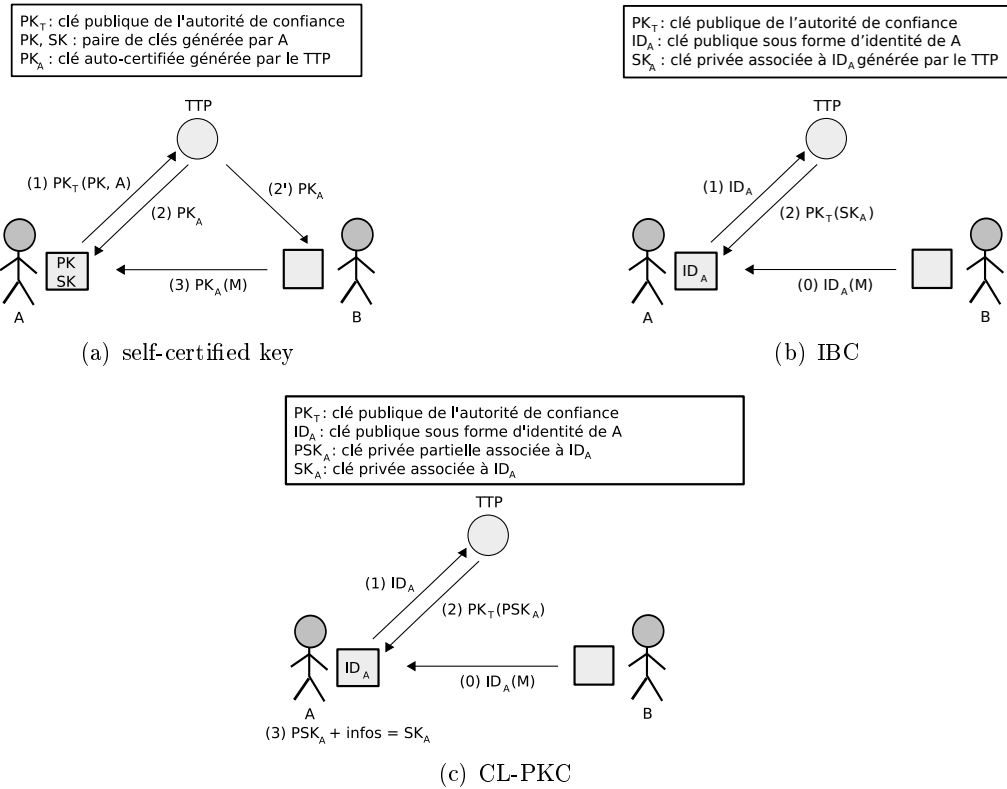 PK_T : clé publique de l'autorité de confiance
PK, SK : paire de clés générée par A
PK_A : clé auto-certifiée générée par le TTP
TTP
(1) PK_T(PK, A)
(2) PK_A
(2') PK_A
PK
SK
(3) PK_A(M)
A
B
(a) self-certified key
PK_T : clé publique de l'autorité de confiance
ID_A : clé publique sous forme d'identité de A
SK_A : clé privée associée à ID_A générée par le TTP
TTP
(1) ID_A
(2) PK_T(SK_A)
ID_A
(0) ID_A(M)
A
B
(b) IBC
PK_T : clé publique de l'autorité de confiance
ID_A : clé publique sous forme d'identité de A
PSK_A : clé privée partielle associée à ID_A
SK_A : clé privée associée à ID_A
TTP
(1) ID_A
(2) PK_T(PSK_A)
ID_A
(0) ID_A(M)
A
B
(3) PSK_A + infos = SK_A
(c) CL-PKC